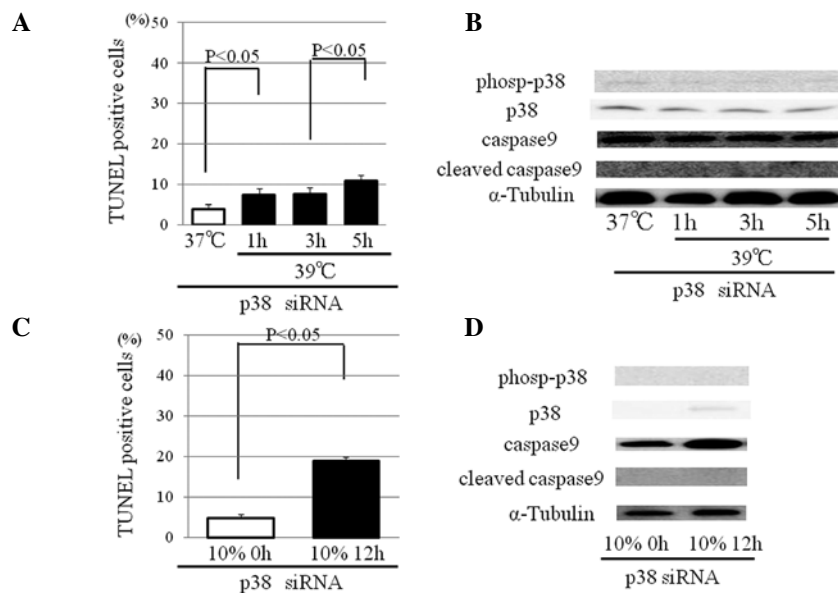 A
(%)
TUNEL positive cells
50
40
30
20
10
0
P<0.05
P<0.05
37℃ 1h 3h 5h
39℃
p38 siRNA
B
phosp-p38
p38
caspase9
cleaved caspase9
α-Tubulin
37℃ 1h 3h 5h
39℃
p38 siRNA
C
(%)
TUNEL positive cells
50
40
30
20
10
0
P<0.05
10% 0h 10% 12h
p38 siRNA
D
phosp-p38
p38
caspase9
cleaved caspase9
α-Tubulin
10% 0h 10% 12h
p38 siRNA